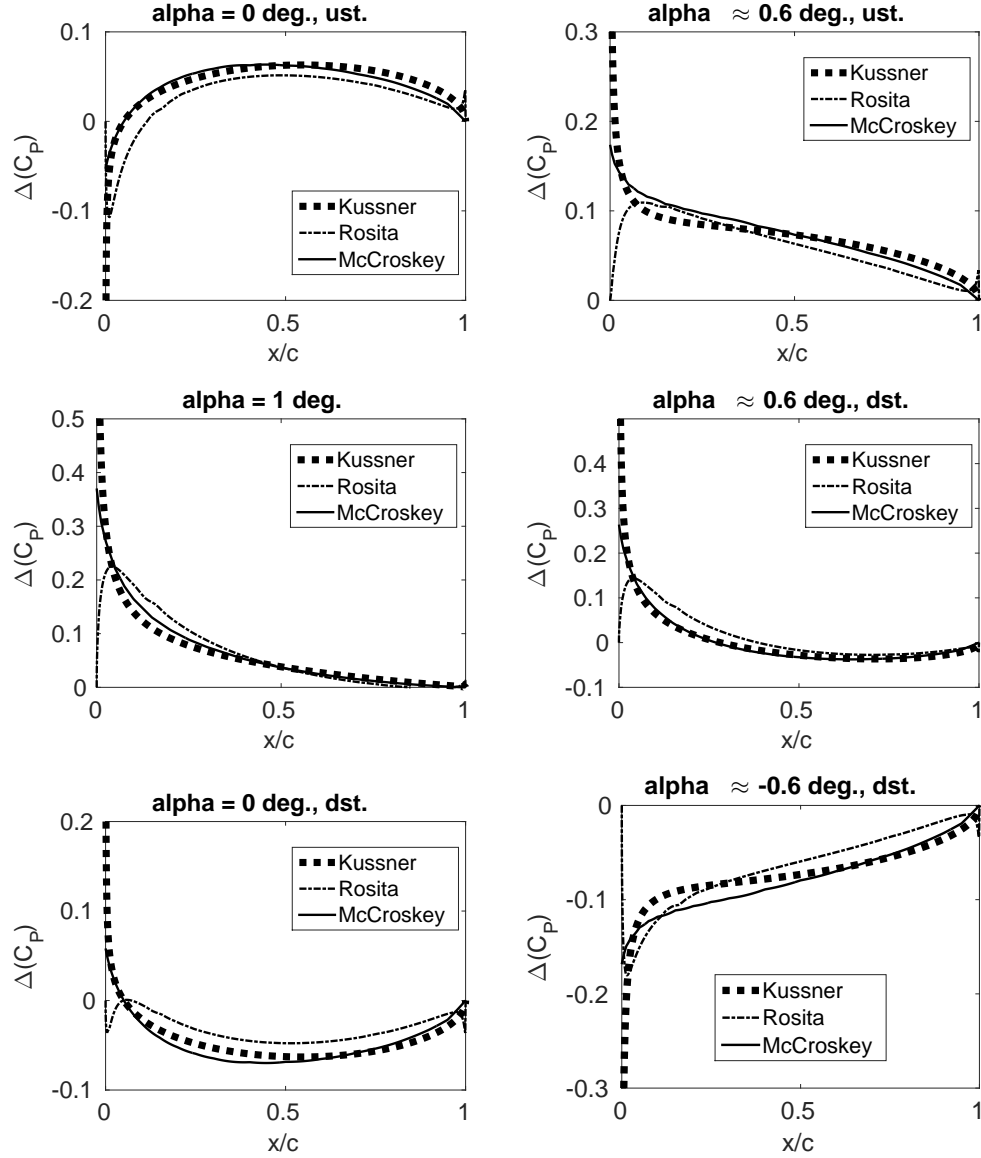 alpha = 0 deg., ust.
0.1
0
-0.1
-0.2
Δ(C_P)
Kussner
Rosita
McCroskey
0
0.5
1
x/c
alpha ≈ 0.6 deg., ust.
0.3
0.2
0.1
0
Δ(C_P)
Kussner
Rosita
McCroskey
0
0.5
1
x/c
alpha = 1 deg.
0.5
0.4
0.3
0.2
0.1
0
Δ(C_P)
Kussner
Rosita
McCroskey
0
0.5
1
x/c
alpha ≈ 0.6 deg., dst.
0.4
0.3
0.2
0.1
0
-0.1
Δ(C_P)
Kussner
Rosita
McCroskey
0
0.5
1
x/c
alpha = 0 deg., dst.
0.2
0.1
0
-0.1
Δ(C_P)
Kussner
Rosita
McCroskey
0
0.5
1
x/c
alpha ≈ -0.6 deg., dst.
0
-0.1
-0.2
-0.3
Δ(C_P)
Kussner
Rosita
McCroskey
0
0.5
1
x/c